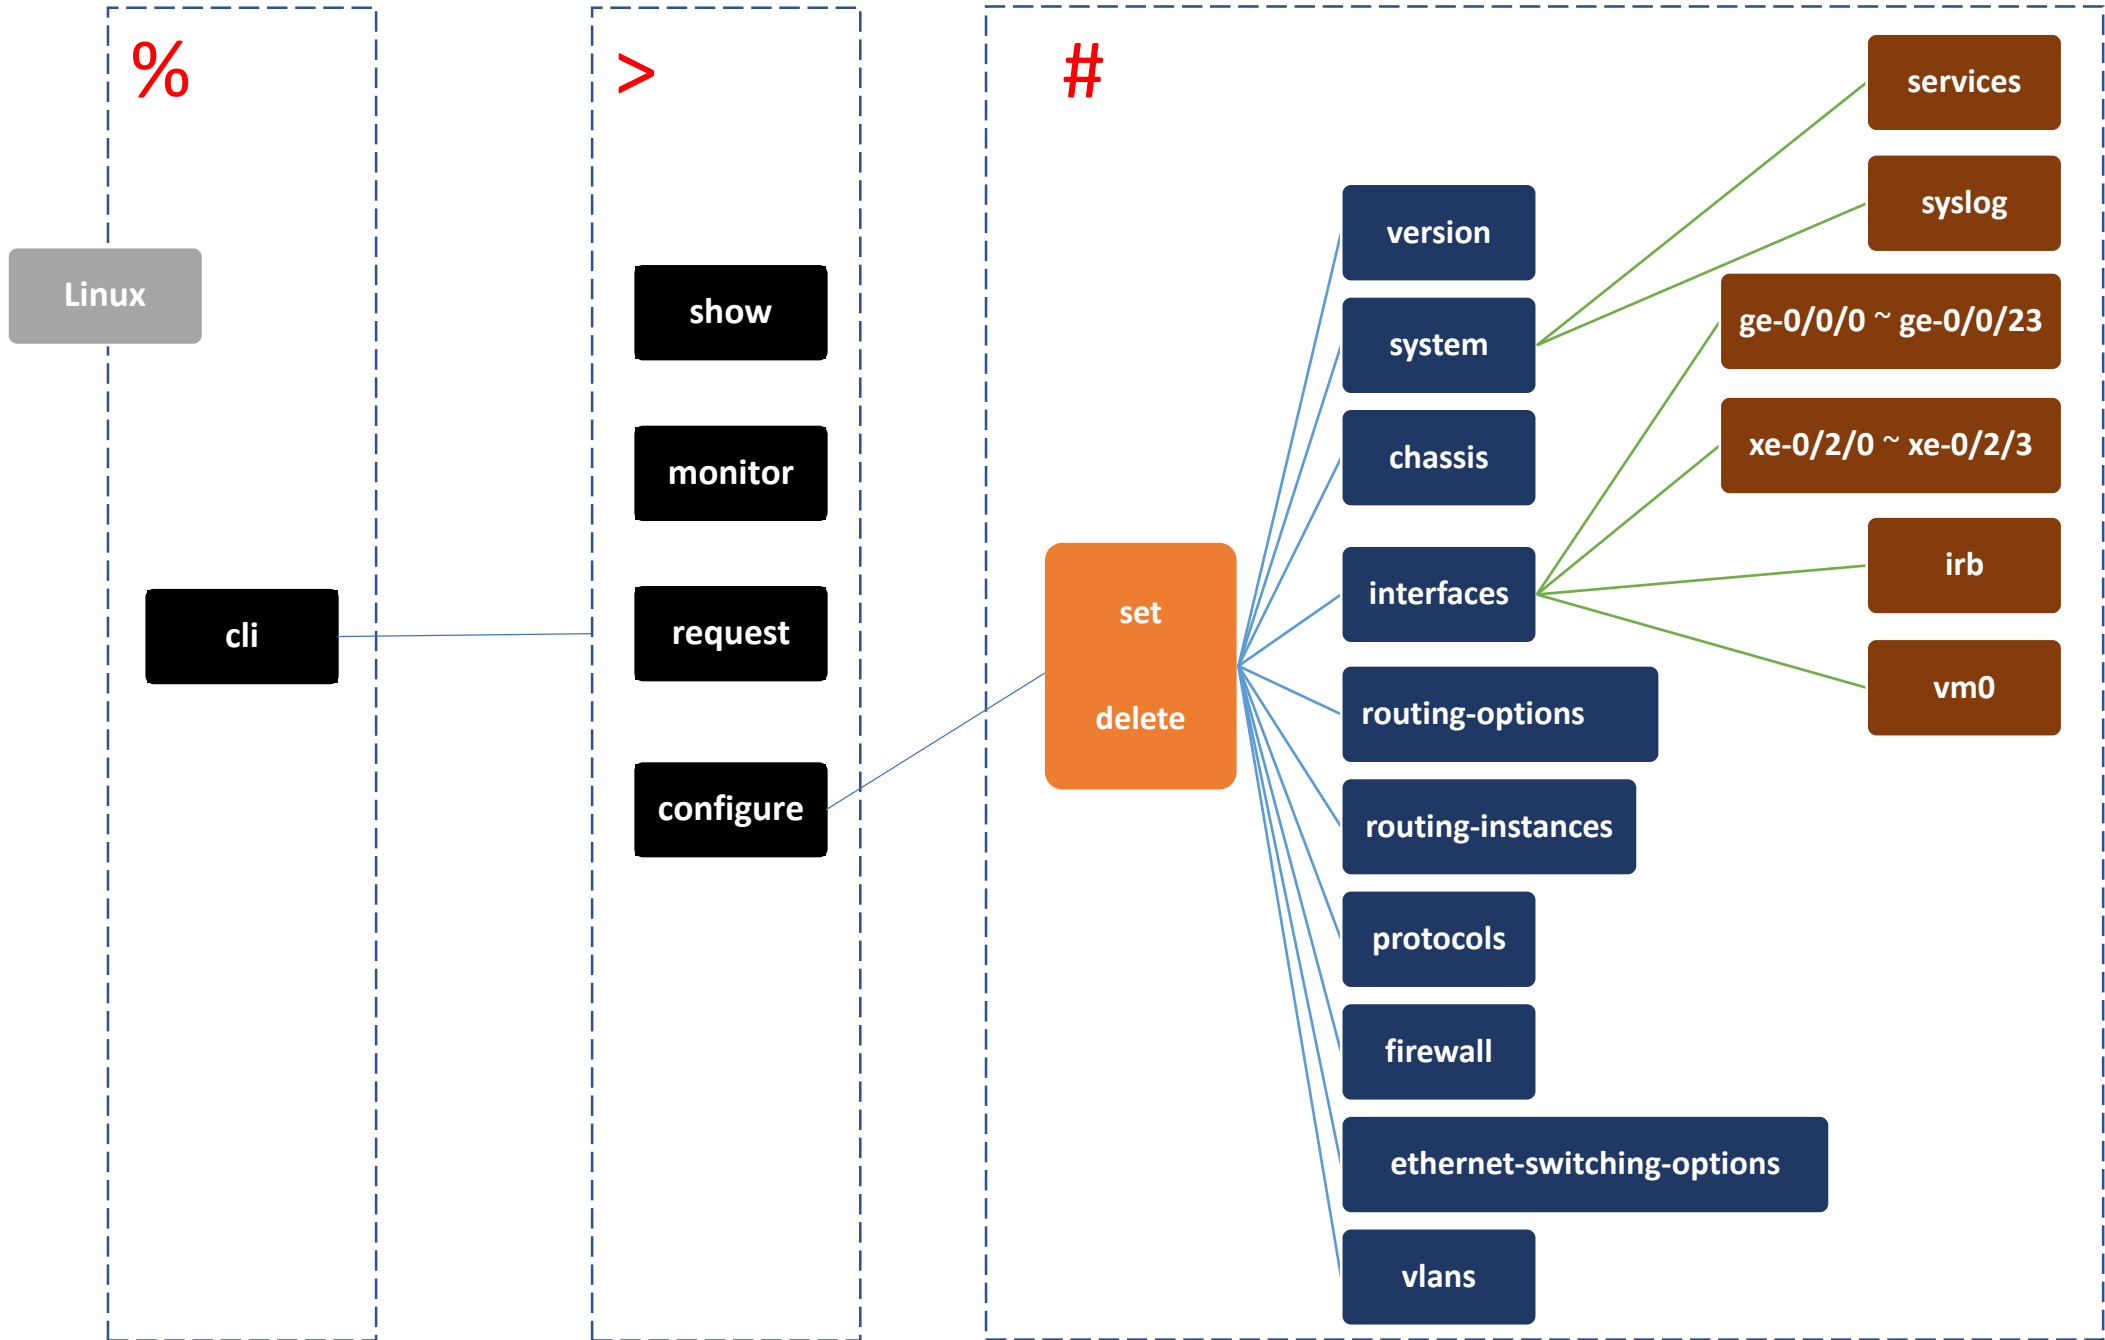 %
Linux
cli
>
show
monitor
request
configure
#
set
delete
version
system
chassis
interfaces
routing-options
routing-instances
protocols
firewall
ethernet-switching-options
vlans
services
syslog
ge-0/0/0 ~ ge-0/0/23
xe-0/2/0 ~ xe-0/2/3
irb
vm0